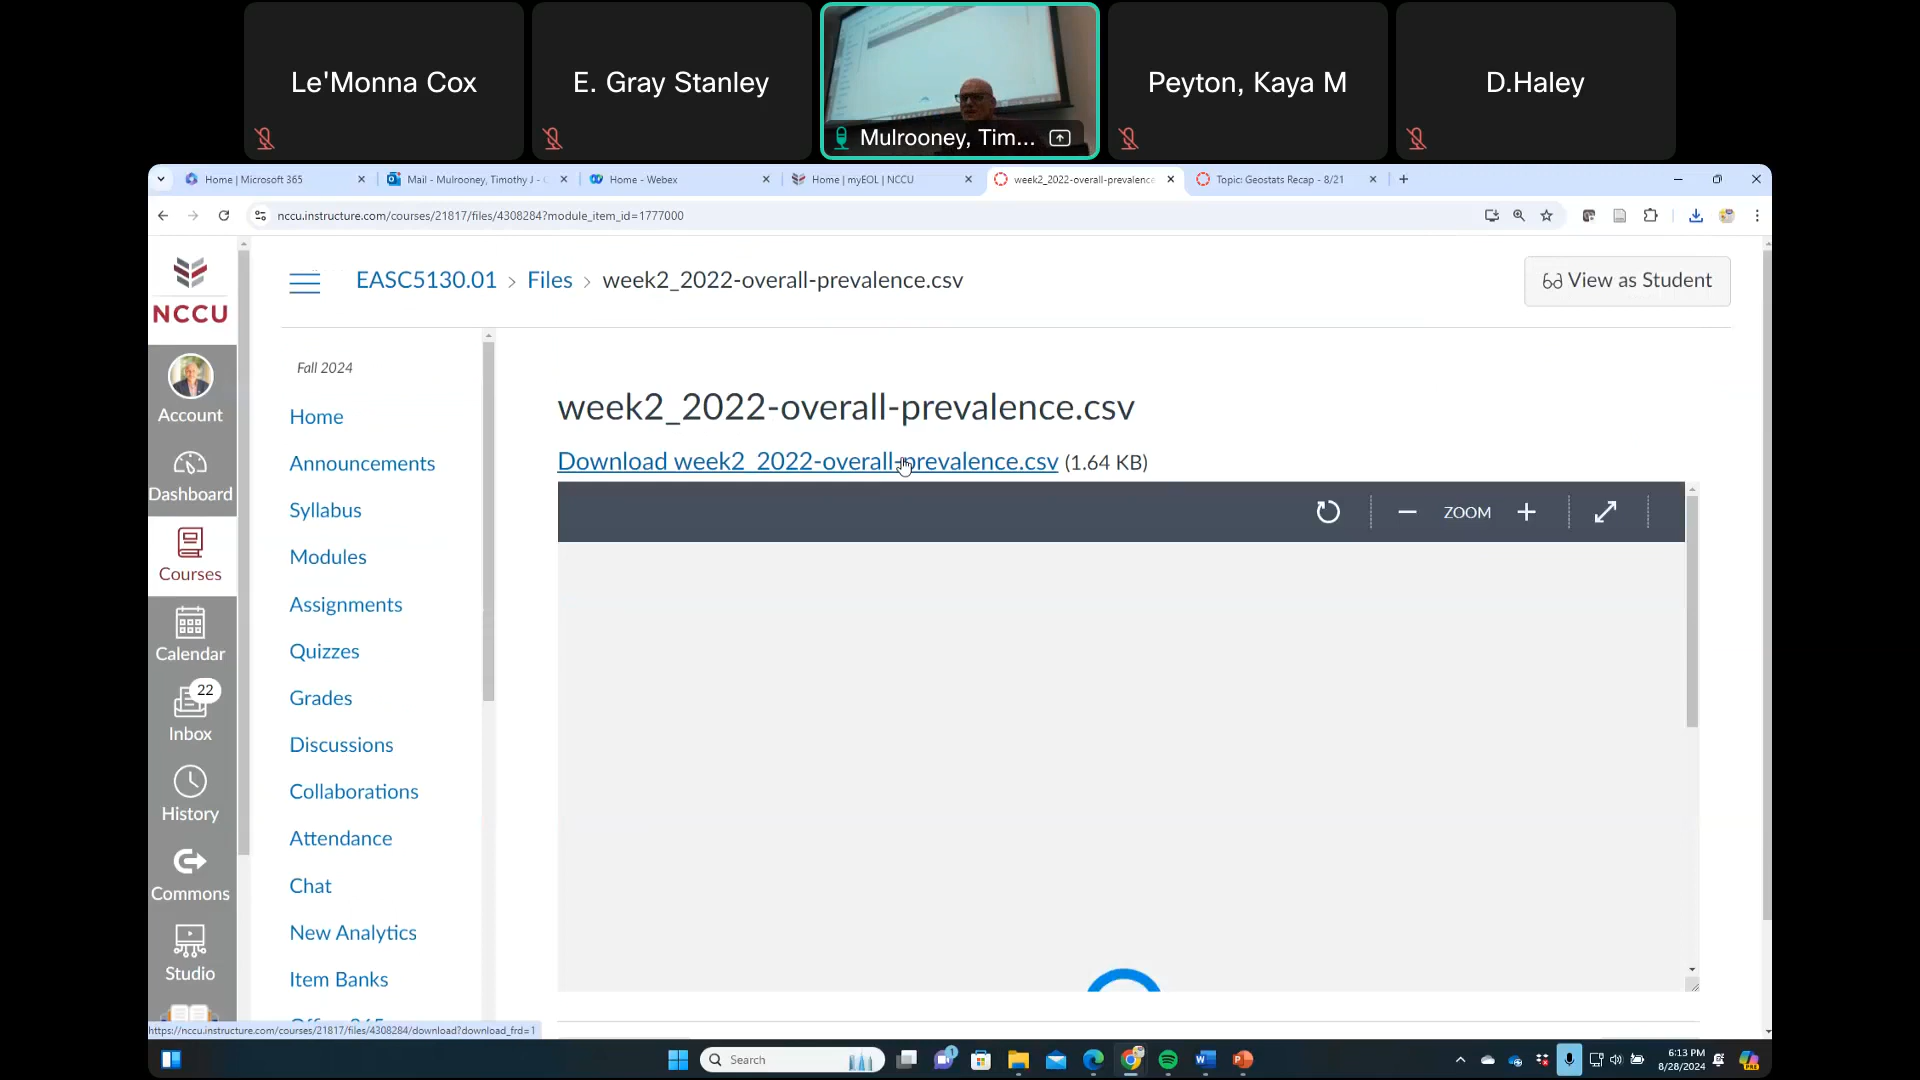 Le'Monna Cox
E. Gray Stanley
Mulrooney, Tim...
Peyton, Kaya M
D.Haley
Home | Microsoft 365
Mail - Mulrooney, Timothy J -
Home - Webex
Home | myEOL | NCCU
week2_2022-overall-prevalence
Topic: Geostats Recap - 8/21
nccu.instructure.com/courses/21817/files/4308284?module_item_id=1777000
NCCU
EASC5130.01 > Files > week2_2022-overall-prevalence.csv
View as Student
Account
Dashboard
Courses
Calendar
22
Inbox
History
Commons
Studio
Fall 2024
Home
Announcements
Syllabus
Modules
Assignments
Quizzes
Grades
Discussions
Collaborations
Attendance
Chat
New Analytics
Item Banks
week2_2022-overall-prevalence.csv
Download week2_2022-overall-prevalence.csv (1.64 KB)
ZOOM
https://nccu.instructure.com/courses/21817/files/4308284/download?download_frd=1
Search
6:13 PM
8/28/2024